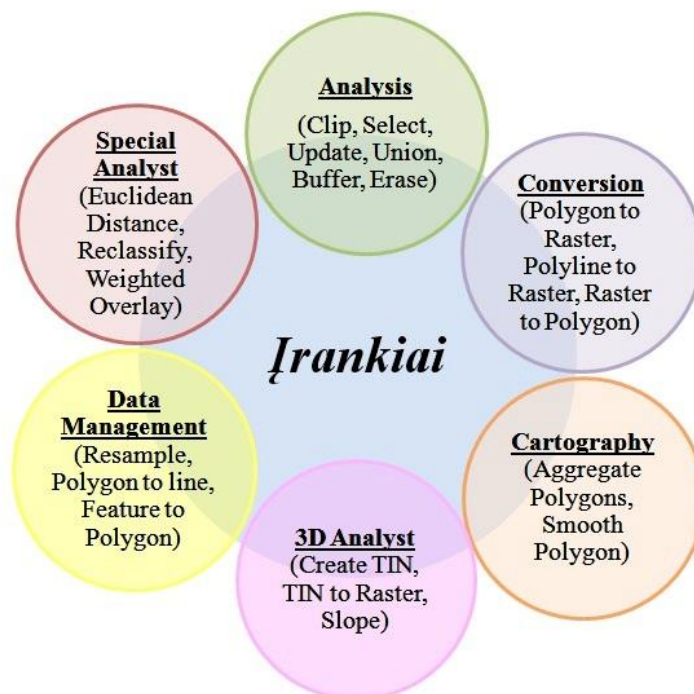 Analysis
(Clip, Select,
Update, Union,
Buffer, Erase)
Conversion
(Polygon to
Raster,
Polyline to
Raster, Raster
to Polygon)
Cartography
(Aggregate
Polygons,
Smooth
Polygon)
3D Analyst
(Create TIN,
TIN to Raster,
Slope)
Data
Management
(Resample,
Polygon to line,
Feature to
Polygon)
Special
Analyst
(Euclidean
Distance,
Reclassify,
Weighted
Overlay)
Įrankiai